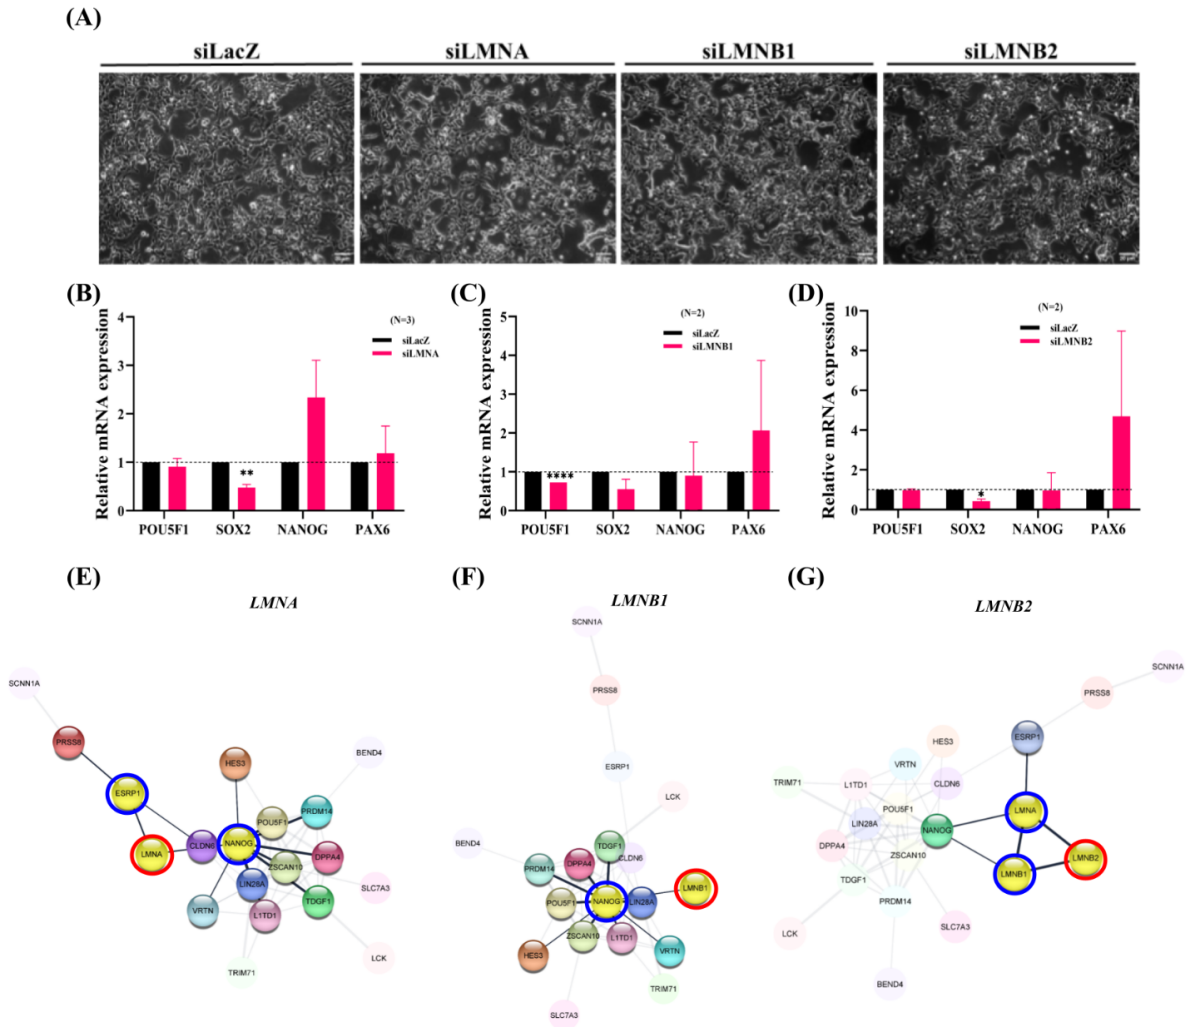 (A)
siLacZ siLMNA siLMNB1 siLMNB2
(B) (C) (D)
Relative mRNA expression
4
3
2
1
0
(N=3)
siLacZ
siLMNA
**
POU5F1 SOX2 NANOG PAX6
Relative mRNA expression
5
4
3
2
1
0
(N=2)
siLacZ
siLMNB1
****
POU5F1 SOX2 NANOG PAX6
Relative mRNA expression
10
8
6
4
2
0
(N=2)
siLacZ
siLMNB2
*
POU5F1 SOX2 NANOG PAX6
(E)
LMNA
SCNN1A
PRSS8
ESRP1
LMNA
CLDN6
NANOG
HES3
BEND4
POU5F1
PRDM14
DPPA4
ZSCAN10
LIN28A
TDGF1
SLC7A3
VRTN
L1TD1
TRIM71
LCK
(F)
LMNB1
SCNN1A
PRSS8
ESRP1
LCK
BEND4
TDGF1
DPPA4
CLDN6
PRDM14
LMNB1
POU5F1
NANOG
LIN28A
ZSCAN10
L1TD1
HES3
VRTN
TRIM71
SLC7A3
(G)
LMNB2
SCNN1A
PRSS8
ESRP1
HES3
VRTN
TRIM71
L1TD1
CLDN6
POU5F1
LMNA
LIN28A
NANOG
DPPA4
ZSCAN10
LMNB2
LMNB1
TDGF1
PRDM14
LCK
SLC7A3
BEND4